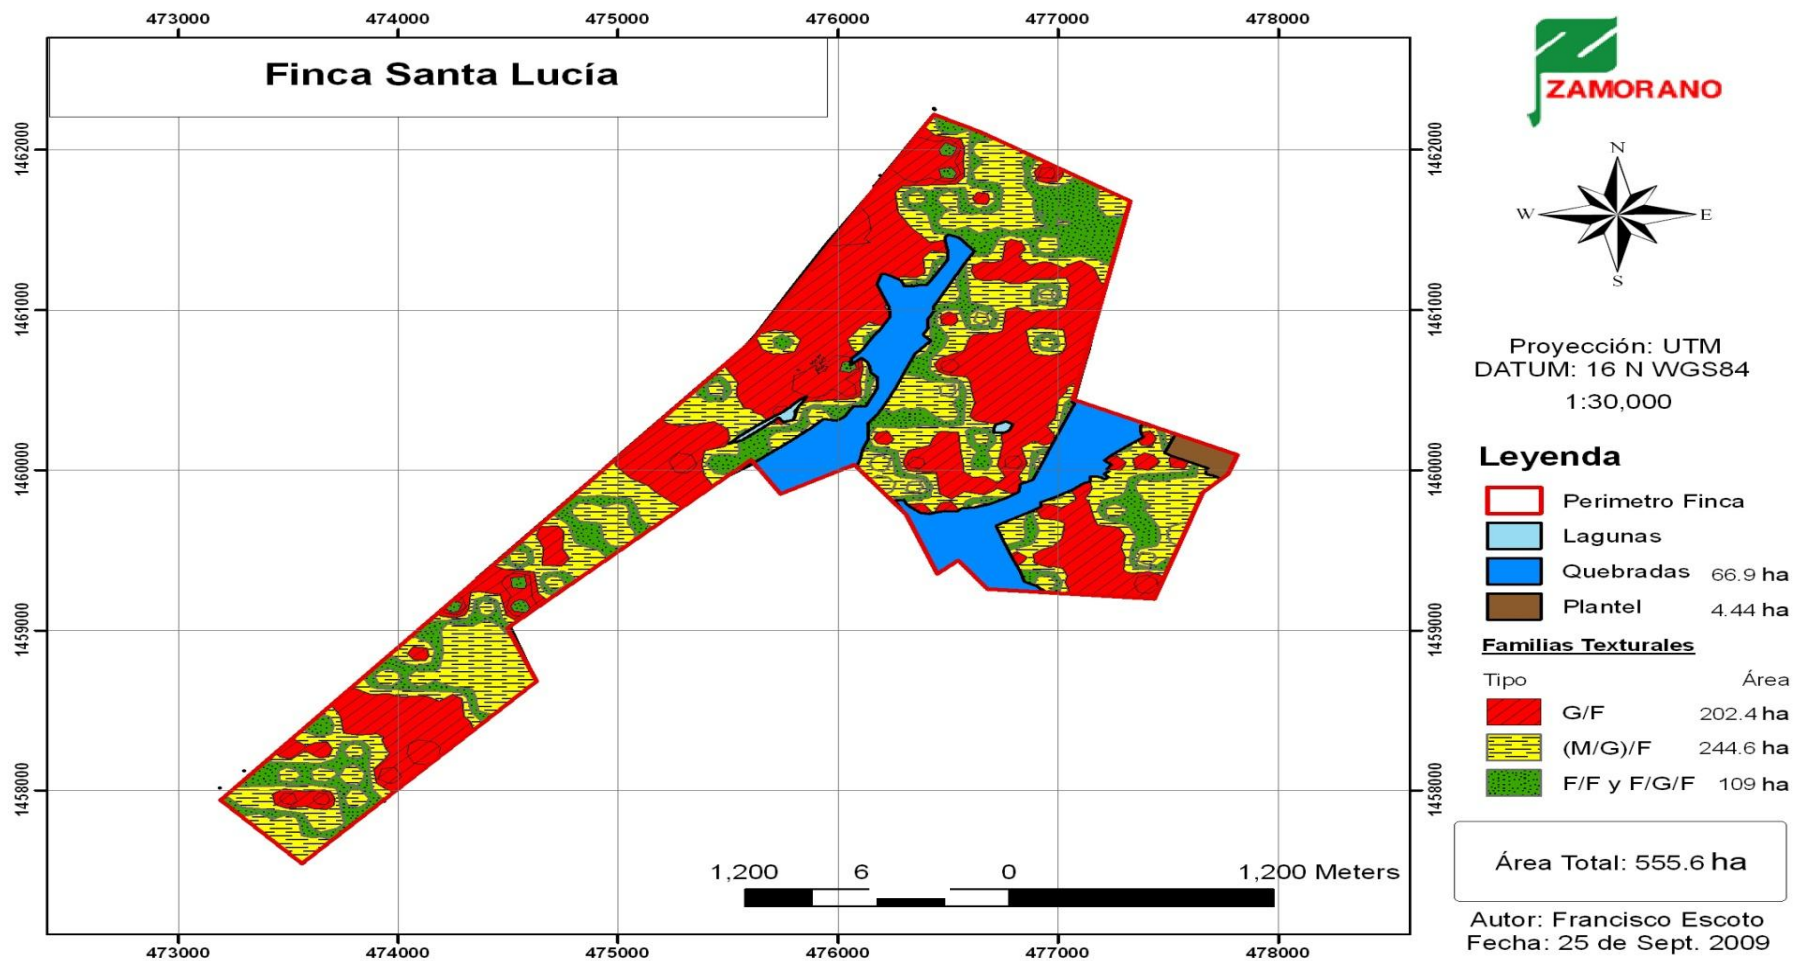 473000 474000 475000 476000 477000 478000
Finca Santa Lucía
ZAMORANO
N
W E
S
1462000 1462000
1461000 1461000
1460000 1460000
1459000 1459000
1458000 1458000
Proyección: UTM
DATUM: 16 N WGS84
1:30,000
Leyenda
Perimetro Finca
Lagunas
Quebradas 66.9 ha
Plantel 4.44 ha
Familias Texturales
Tipo Área
G/F 202.4 ha
(M/G)/F 244.6 ha
F/F y F/G/F 109 ha
Área Total: 555.6 ha
Autor: Francisco Escoto
Fecha: 25 de Sept. 2009
1,200 6 0 1,200 Meters
473000 474000 475000 476000 477000 478000